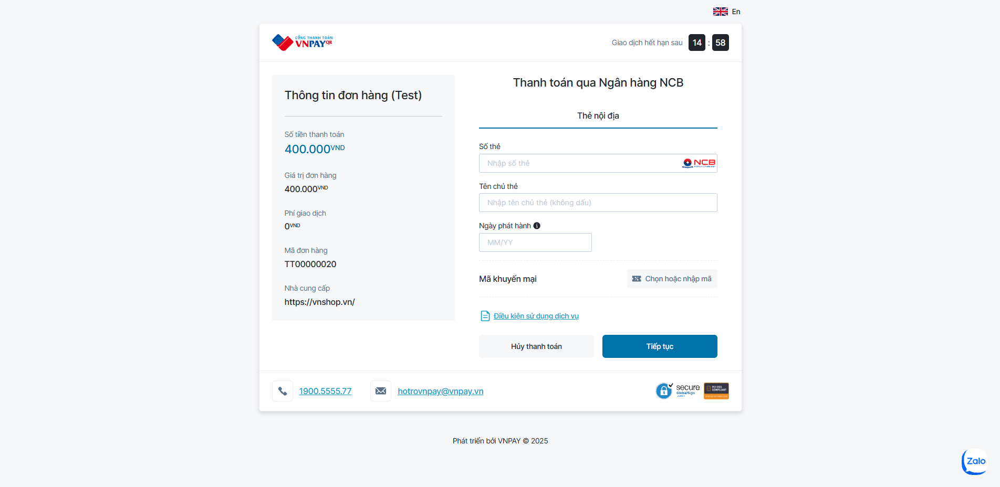 En
CỔNG THANH TOÁN
VNPAYQR
Giao dịch hết hạn sau 14 : 58
Thông tin đơn hàng (Test)
Số tiền thanh toán
400.000VND
Giá trị đơn hàng
400.000VND
Phí giao dịch
0VND
Mã đơn hàng
TT00000020
Nhà cung cấp
https://vnshop.vn/
Thanh toán qua Ngân hàng NCB
Thẻ nội địa
Số thẻ
Nhập số thẻ
NCB
Tên chủ thẻ
Nhập tên chủ thẻ (không dấu)
Ngày phát hành
MM/YY
Mã khuyến mại
Chọn hoặc nhập mã
Điều kiện sử dụng dịch vụ
Hủy thanh toán
Tiếp tục
1900.5555.77
hotrovnpay@vnpay.vn
secure
GlobalSign
PCI DSS
COMPLIANT
Phát triển bởi VNPAY © 2025
Zalo